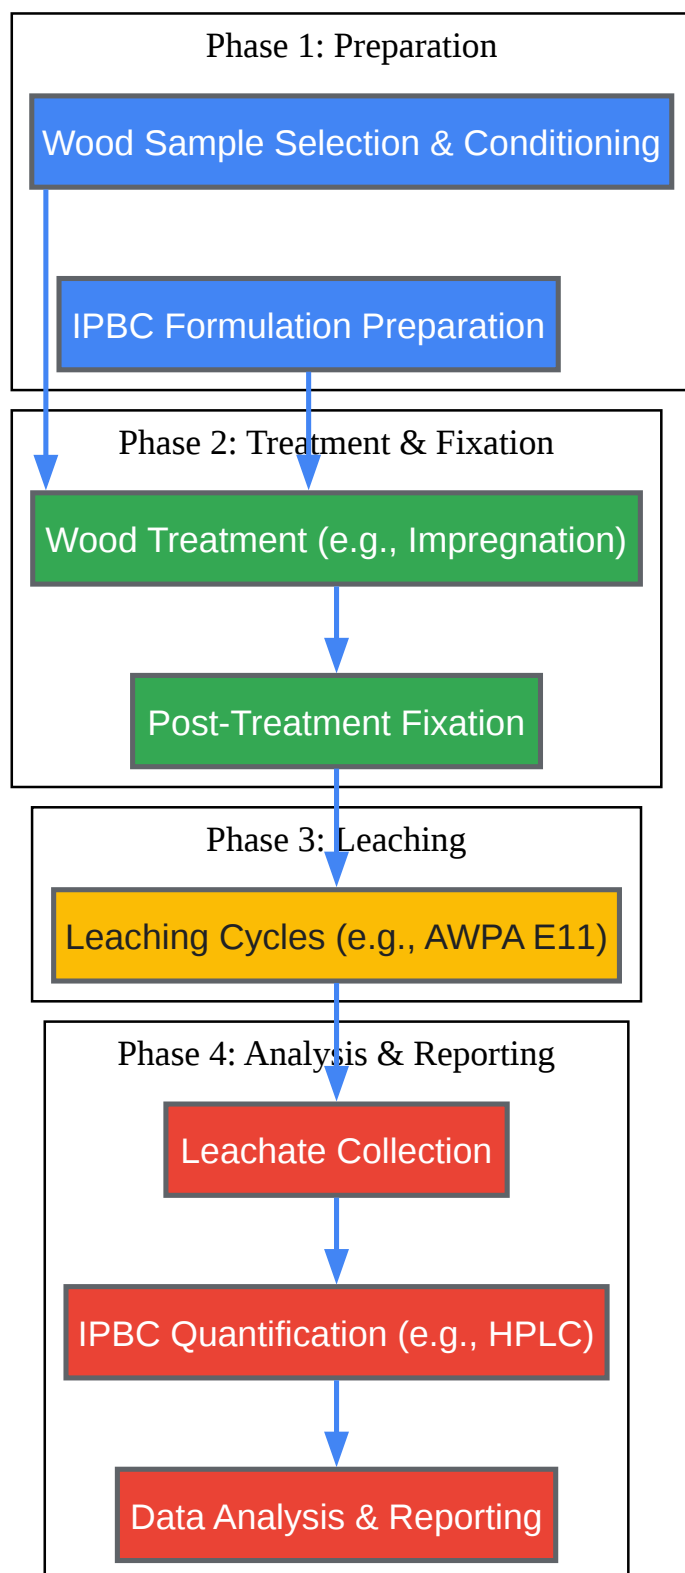 Phase 1: Preparation
Wood Sample Selection & Conditioning
IPBC Formulation Preparation
Phase 2: Treatment & Fixation
Wood Treatment (e.g., Impregnation)
Post-Treatment Fixation
Phase 3: Leaching
Leaching Cycles (e.g., AWPA E11)
Phase 4: Analysis & Reporting
Leachate Collection
IPBC Quantification (e.g., HPLC)
Data Analysis & Reporting